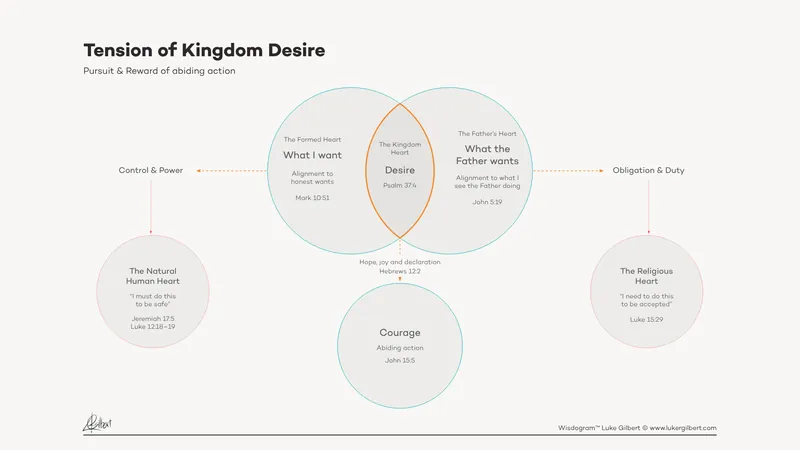 Tension of Kingdom Desire
Pursuit & Reward of abiding action
The Formed Heart
What I want
Alignment to
honest wants
Mark 10:51
The Kingdom
Heart
Desire
Psalm 37:4
The Father's Heart
What the
Father wants
Alignment to what I
see the Father doing
John 5:19
Control & Power
Obligation & Duty
The Natural
Human Heart
"I must do this
to be safe"
Jeremiah 17:5
Luke 12:18–19
Hope, joy and declaration
Hebrews 12:2
Courage
Abiding action
John 15:5
The Religious
Heart
"I need to do this
to be accepted"
Luke 15:29
Gilbert
Wisdogram™ Luke Gilbert © www.lukergilbert.com